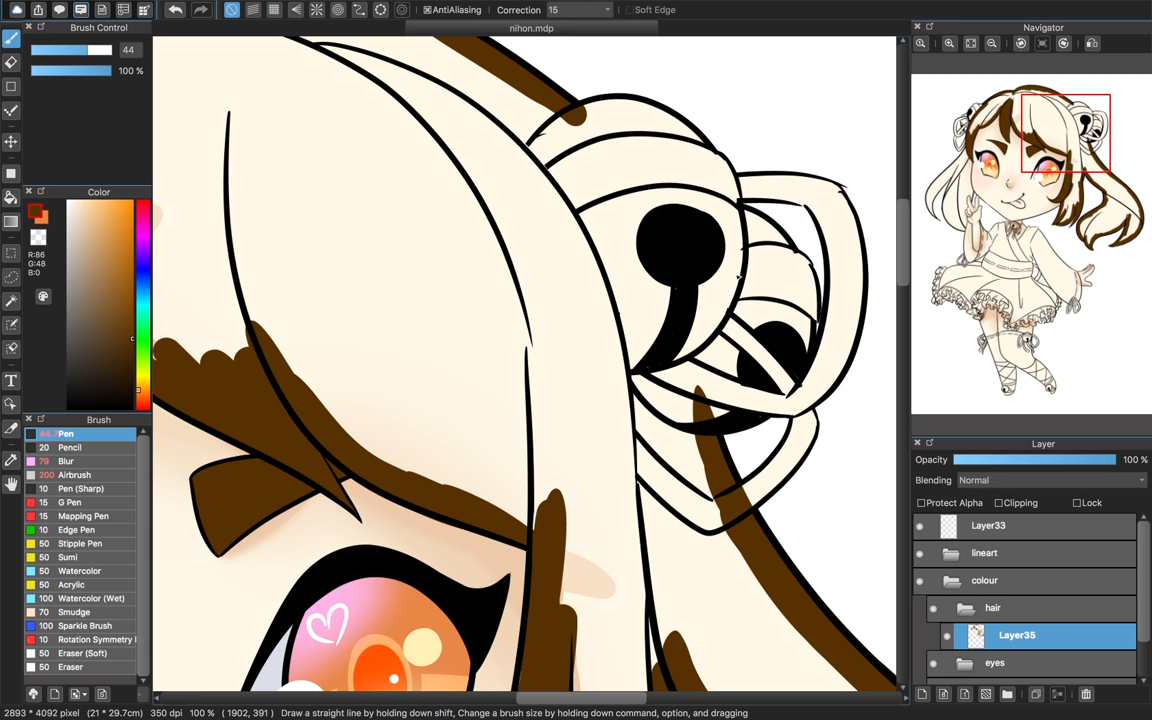 AntiAliasing
Correction
15
Soft Edge
nihon.mdp
Brush Control
44
100 %
Color
R:86
G:48
B:0
Brush
Pen
20 Pencil
79 Blur
200 Airbrush
10 Pen (Sharp)
15 G Pen
15 Mapping Pen
10 Edge Pen
50 Stipple Pen
50 Sumi
50 Watercolor
50 Acrylic
100 Watercolor (Wet)
70 Smudge
100 Sparkle Brush
10 Rotation Symmetry
50 Eraser (Soft)
50 Eraser
Navigator
Layer
Opacity 100 %
Blending Normal
Protect Alpha Clipping Lock
Layer33
lineart
colour
hair
Layer35
eyes
2893 * 4092 pixel (21 * 29.7cm) 350 dpi 100 % ( 1902, 391 ) Draw a straight line by holding down shift, Change a brush size by holding down command, option, and dragging